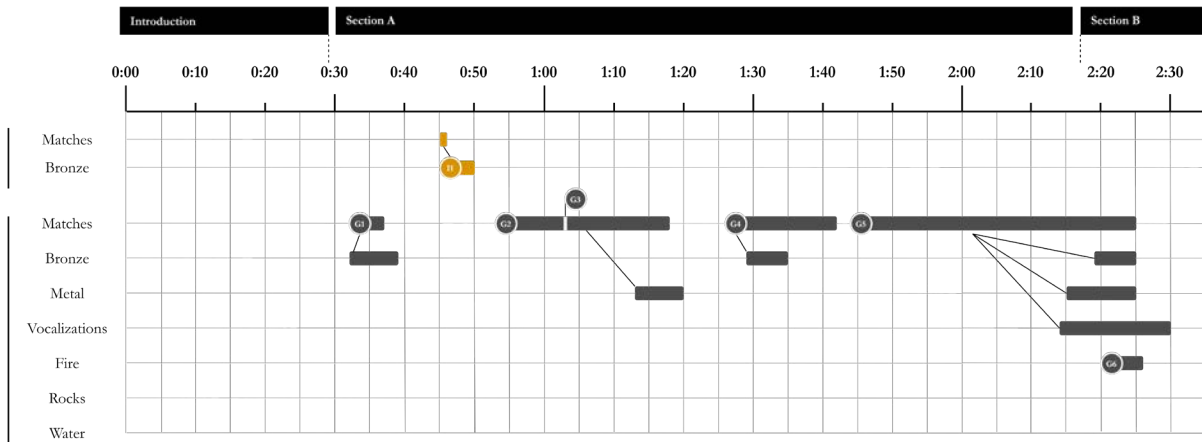 Introduction
Section A
Section B
0:00 0:10 0:20 0:30 0:40 0:50 1:00 1:10 1:20 1:30 1:40 1:50 2:00 2:10 2:20 2:30
Matches
Bronze
I1
G3
Matches
G1
G2
G4
G5
Bronze
Metal
Vocalizations
Fire
G6
Rocks
Water